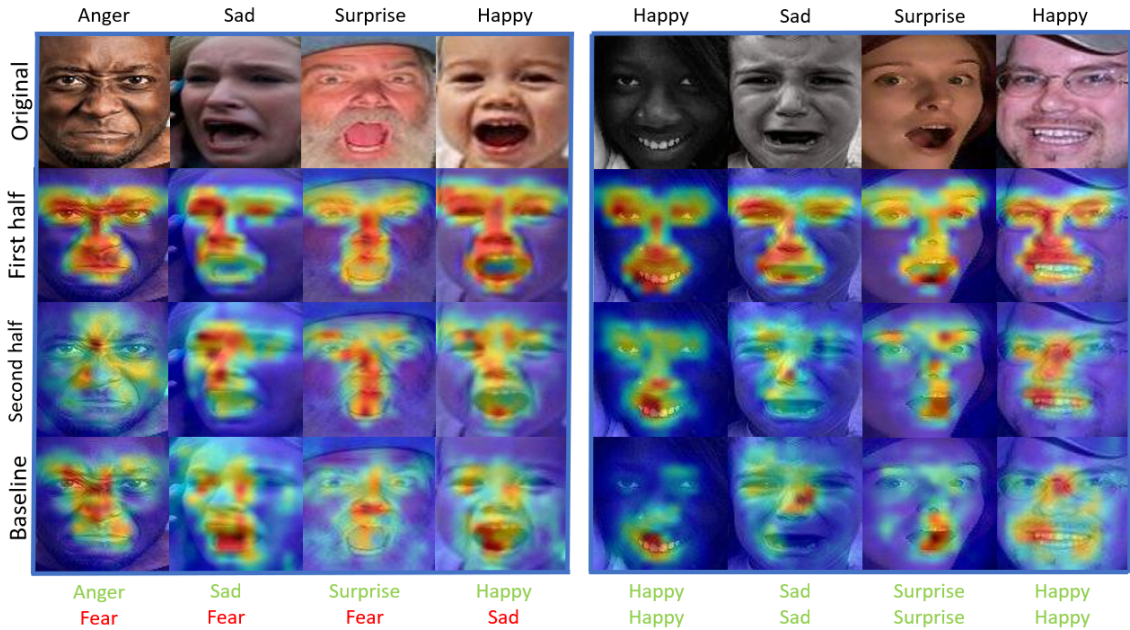 Anger Sad Surprise Happy Happy Sad Surprise Happy
Original
First half
Second half
Baseline
Anger Sad Surprise Happy Happy Sad Surprise Happy
Fear Fear Fear Sad Happy Sad Surprise Happy